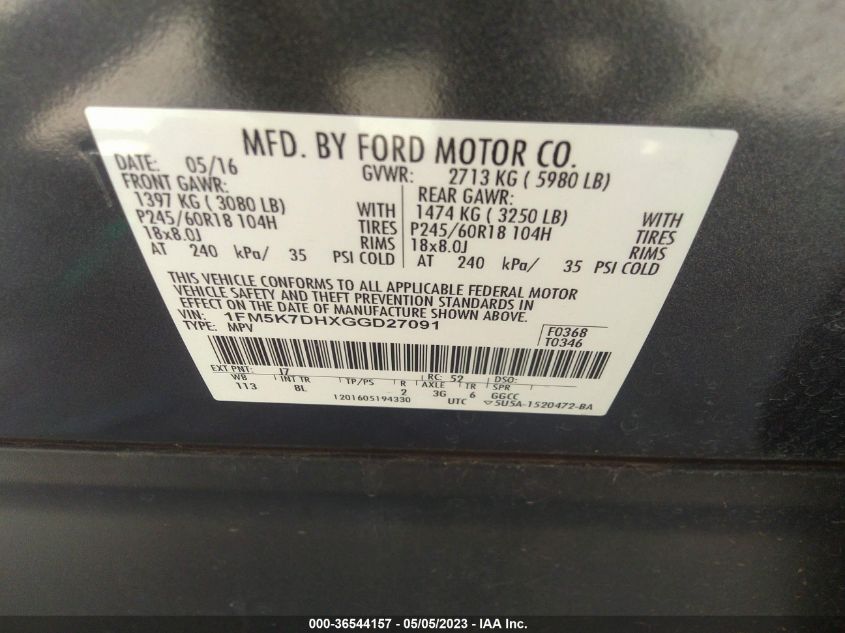 MFD. BY FORD MOTOR CO.
DATE: 05/16 GVWR: 2713 KG ( 5980 LB)
FRONT GAWR: REAR GAWR:
1397 KG ( 3080 LB) WITH 1474 KG ( 3250 LB) WITH
P245/60R18 104H TIRES P245/60R18 104H TIRES
18x8.0J RIMS 18x8.0J RIMS
AT 240 kPa/ 35 PSI COLD AT 240 kPa/ 35 PSI COLD
THIS VEHICLE CONFORMS TO ALL APPLICABLE FEDERAL MOTOR
VEHICLE SAFETY AND THEFT PREVENTION STANDARDS IN
EFFECT ON THE DATE OF MANUFACTURE SHOWN ABOVE.
VIN: 1FM5K7DHXGGD27091
TYPE: MPV
F0368
T0346
EXT PNT: J7 RC: 52 DSO:
WB INT TR TP/PS R AXLE TR SPR
113 8L 2 3G 6 GGCC
1201605194330 UTC ▽5U5A-1520472-BA
000-36544157 - 05/05/2023 - IAA Inc.